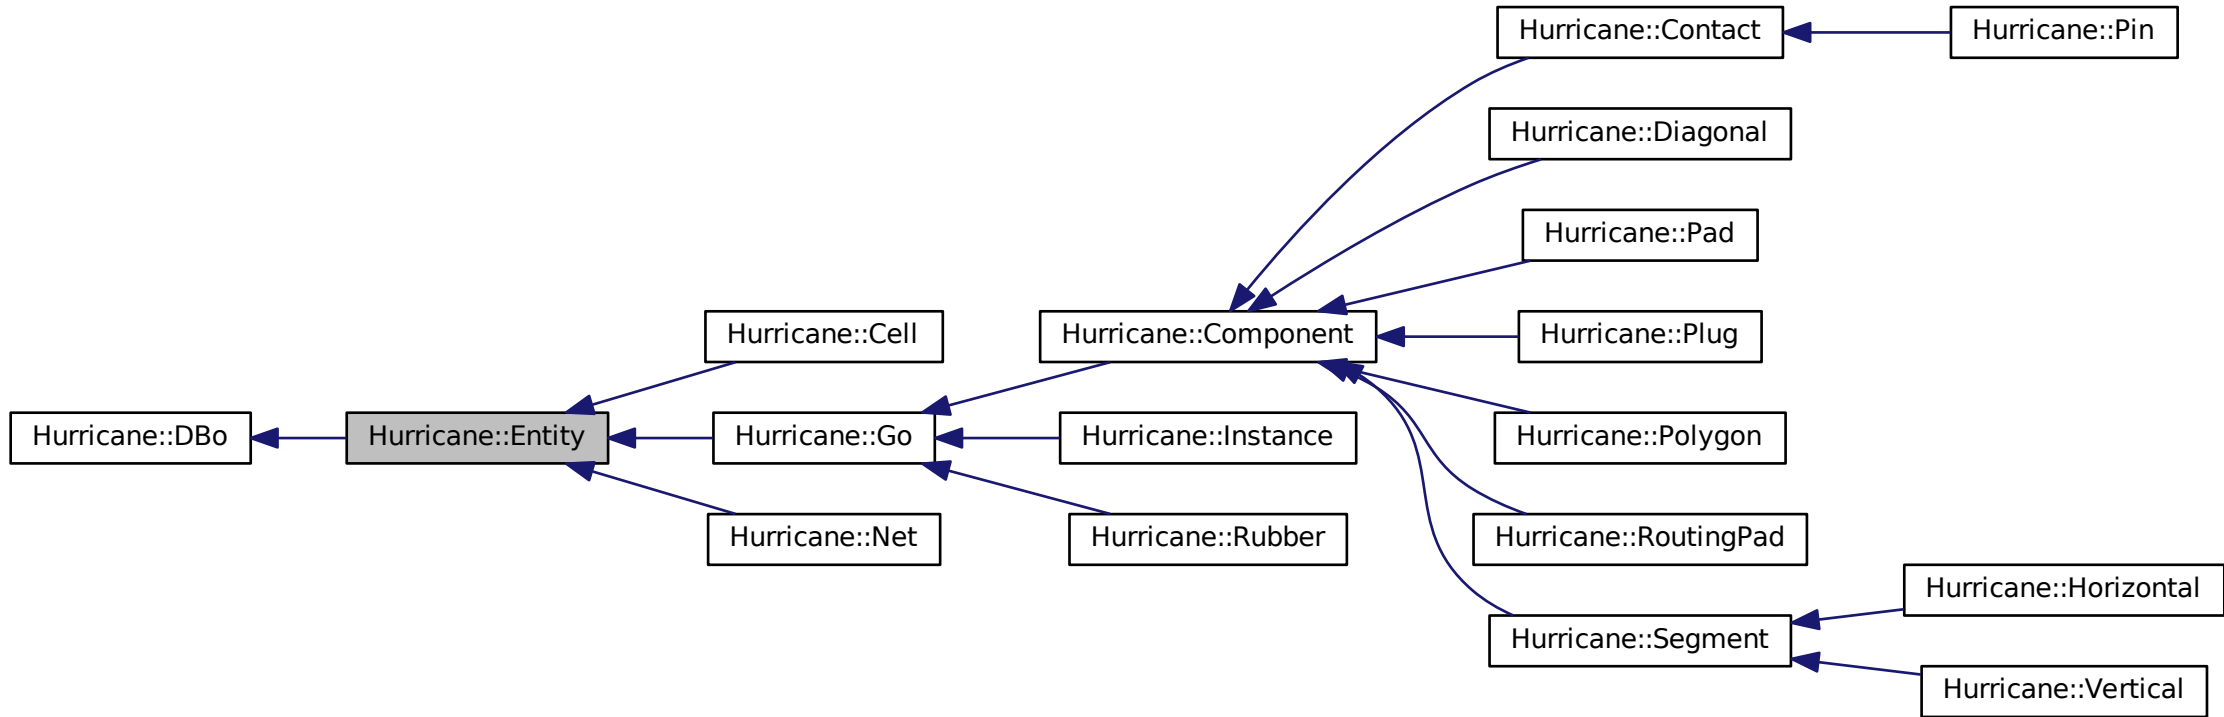 Hurricane::Contact
Hurricane::Pin
Hurricane::Diagonal
Hurricane::Pad
Hurricane::Cell
Hurricane::Component
Hurricane::Plug
Hurricane::DBo
Hurricane::Entity
Hurricane::Go
Hurricane::Instance
Hurricane::Polygon
Hurricane::Net
Hurricane::Rubber
Hurricane::RoutingPad
Hurricane::Horizontal
Hurricane::Segment
Hurricane::Vertical